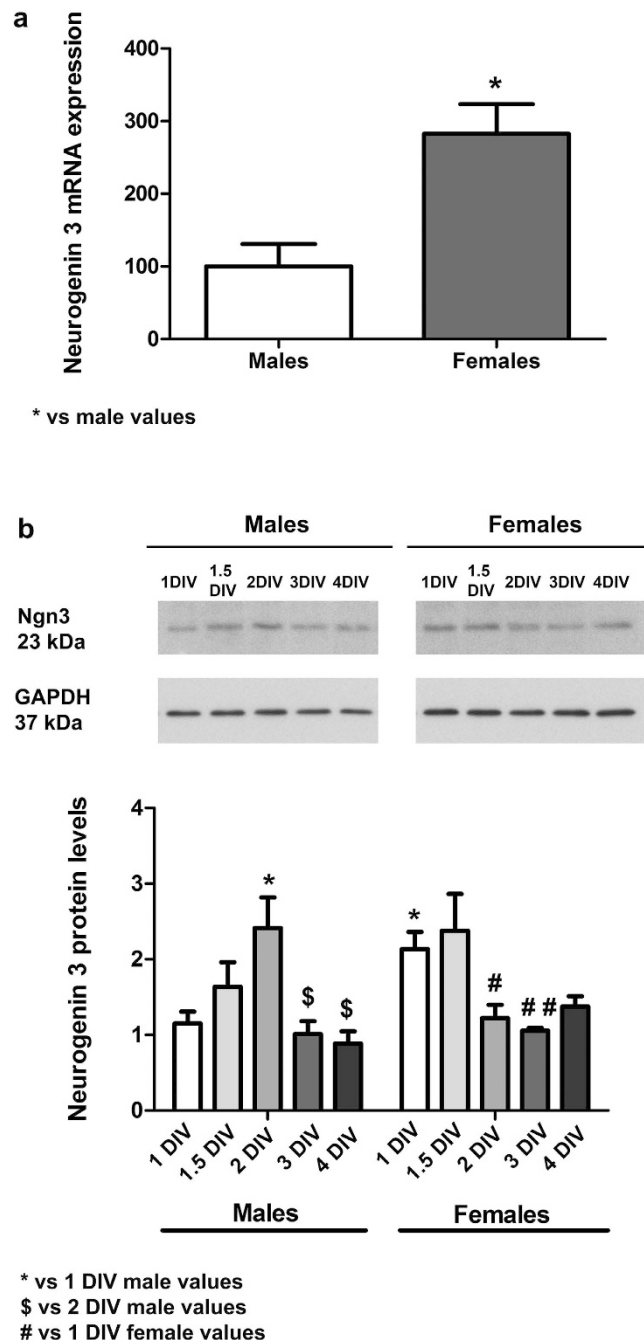 a
Neurogenin 3 mRNA expression
400
300
200
100
0
*
Males Females
* vs male values
b
Males Females
1DIV 1.5 DIV 2DIV 3DIV 4DIV 1DIV 1.5 DIV 2DIV 3DIV 4DIV
Ngn3
23 kDa
GAPDH
37 kDa
Neurogenin 3 protein levels
4
3
2
1
0
* $ $ * # ##
1 DIV 1.5 DIV 2 DIV 3 DIV 4 DIV 1 DIV 1.5 DIV 2 DIV 3 DIV 4 DIV
Males Females
* vs 1 DIV male values
$ vs 2 DIV male values
# vs 1 DIV female values